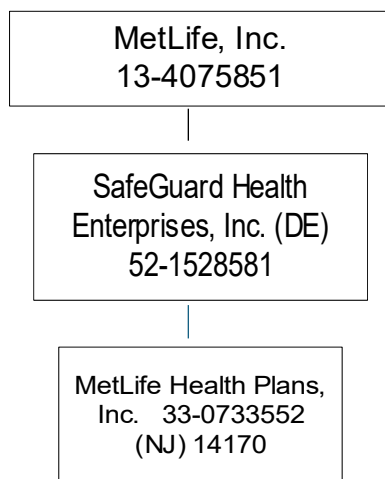 MetLife, Inc.
13-4075851
SafeGuard Health
Enterprises, Inc. (DE)
52-1528581
MetLife Health Plans,
Inc. 33-0733552
(NJ) 14170